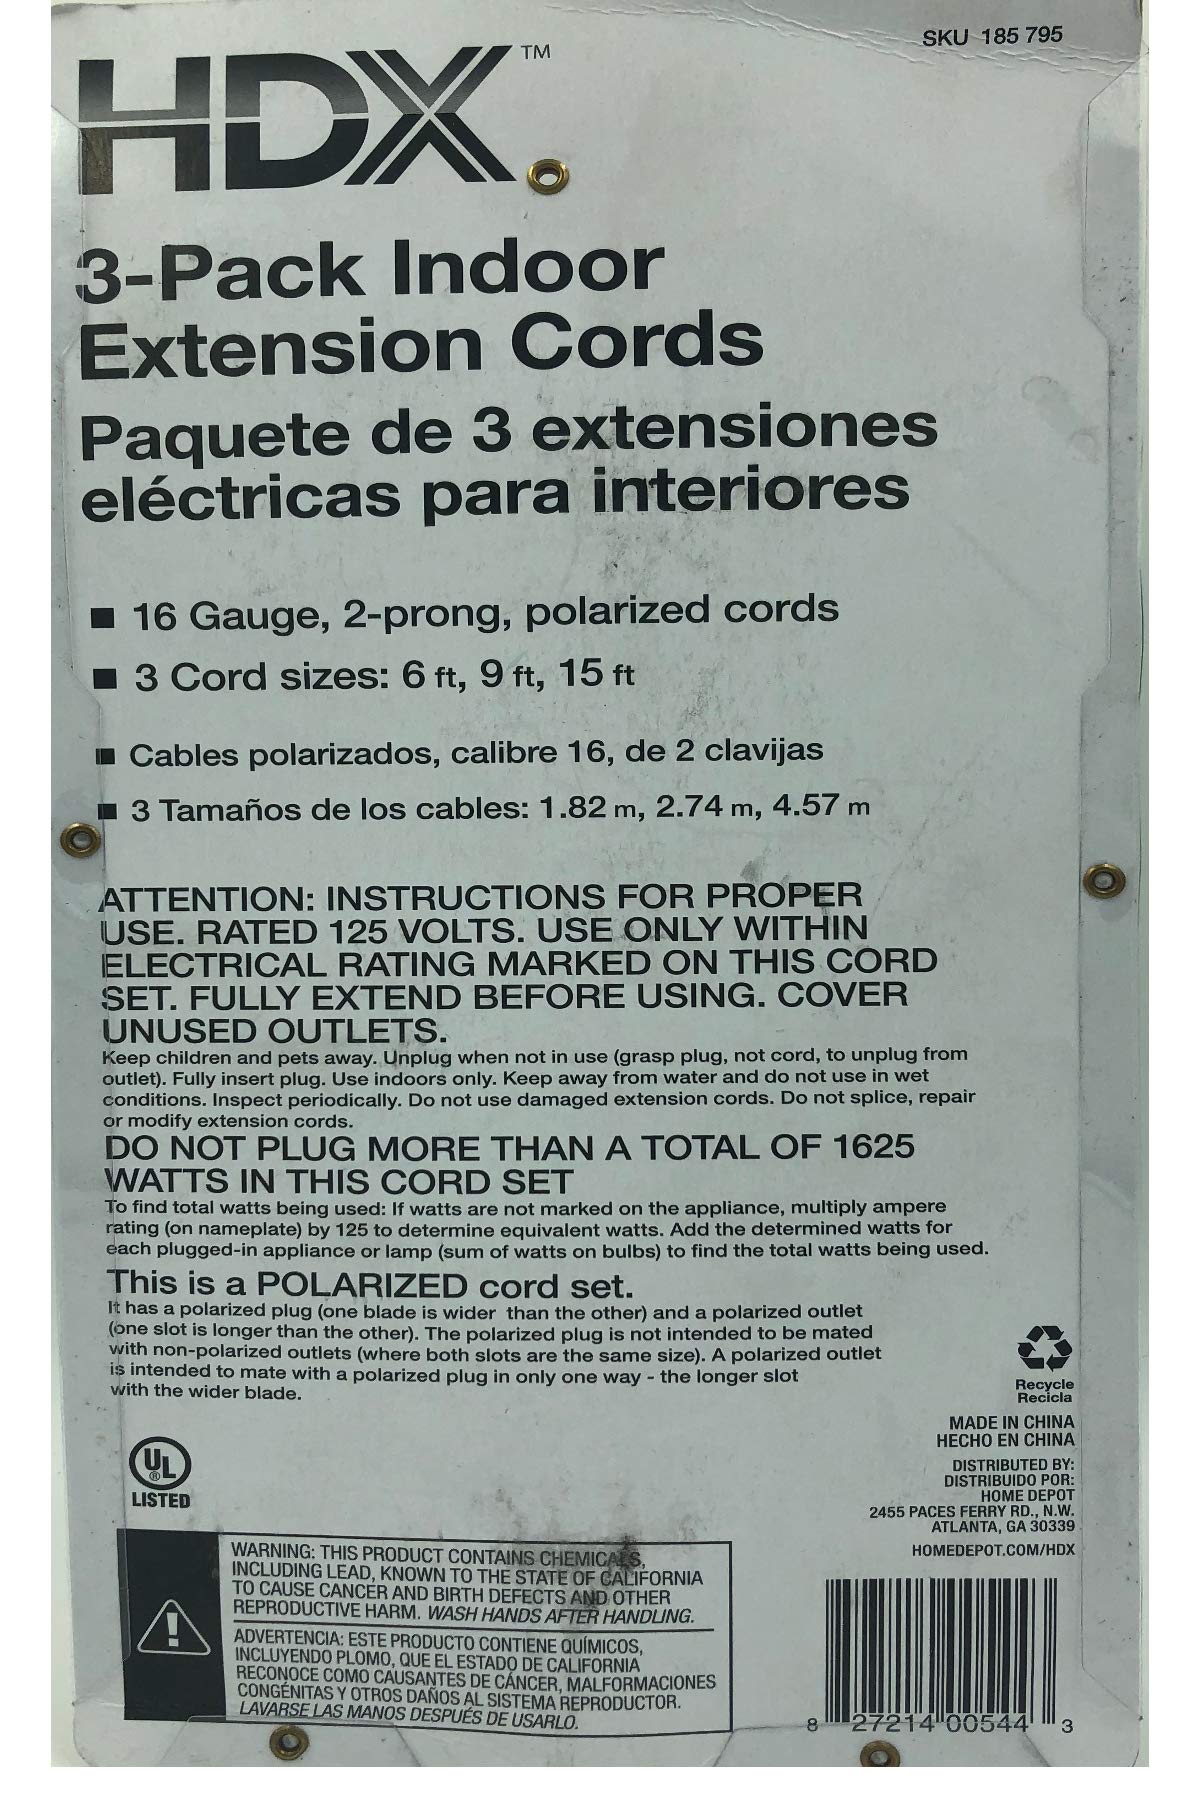 SKU 185 795
HDX™
3-Pack Indoor
Extension Cords
Paquete de 3 extensiones
eléctricas para interiores
■ 16 Gauge, 2-prong, polarized cords
■ 3 Cord sizes: 6 ft, 9 ft, 15 ft
■ Cables polarizados, calibre 16, de 2 clavijas
■ 3 Tamaños de los cables: 1.82 m, 2.74 m, 4.57 m
ATTENTION: INSTRUCTIONS FOR PROPER
USE. RATED 125 VOLTS. USE ONLY WITHIN
ELECTRICAL RATING MARKED ON THIS CORD
SET. FULLY EXTEND BEFORE USING. COVER
UNUSED OUTLETS.
Keep children and pets away. Unplug when not in use (grasp plug, not cord, to unplug from
outlet). Fully insert plug. Use indoors only. Keep away from water and do not use in wet
conditions. Inspect periodically. Do not use damaged extension cords. Do not splice, repair
or modify extension cords.
DO NOT PLUG MORE THAN A TOTAL OF 1625
WATTS IN THIS CORD SET
To find total watts being used: If watts are not marked on the appliance, multiply ampere
rating (on nameplate) by 125 to determine equivalent watts. Add the determined watts for
each plugged-in appliance or lamp (sum of watts on bulbs) to find the total watts being used.
This is a POLARIZED cord set.
It has a polarized plug (one blade is wider than the other) and a polarized outlet
(one slot is longer than the other). The polarized plug is not intended to be mated
with non-polarized outlets (where both slots are the same size). A polarized outlet
is intended to mate with a polarized plug in only one way - the longer slot
with the wider blade.
Recycle
Recicla
MADE IN CHINA
HECHO EN CHINA
DISTRIBUTED BY:
DISTRIBUIDO POR:
HOME DEPOT
2455 PACES FERRY RD., N.W.
ATLANTA, GA 30339
HOMEDEPOT.COM/HDX
UL®
LISTED
WARNING: THIS PRODUCT CONTAINS CHEMICALS,
INCLUDING LEAD, KNOWN TO THE STATE OF CALIFORNIA
TO CAUSE CANCER AND BIRTH DEFECTS AND OTHER
REPRODUCTIVE HARM. WASH HANDS AFTER HANDLING.
ADVERTENCIA: ESTE PRODUCTO CONTIENE QUÍMICOS,
INCLUYENDO PLOMO, QUE EL ESTADO DE CALIFORNIA
RECONOCE COMO CAUSANTES DE CÁNCER, MALFORMACIONES
CONGÉNITAS Y OTROS DAÑOS AL SISTEMA REPRODUCTOR.
LAVARSE LAS MANOS DESPUÉS DE USARLO.
8 27214 00544 3